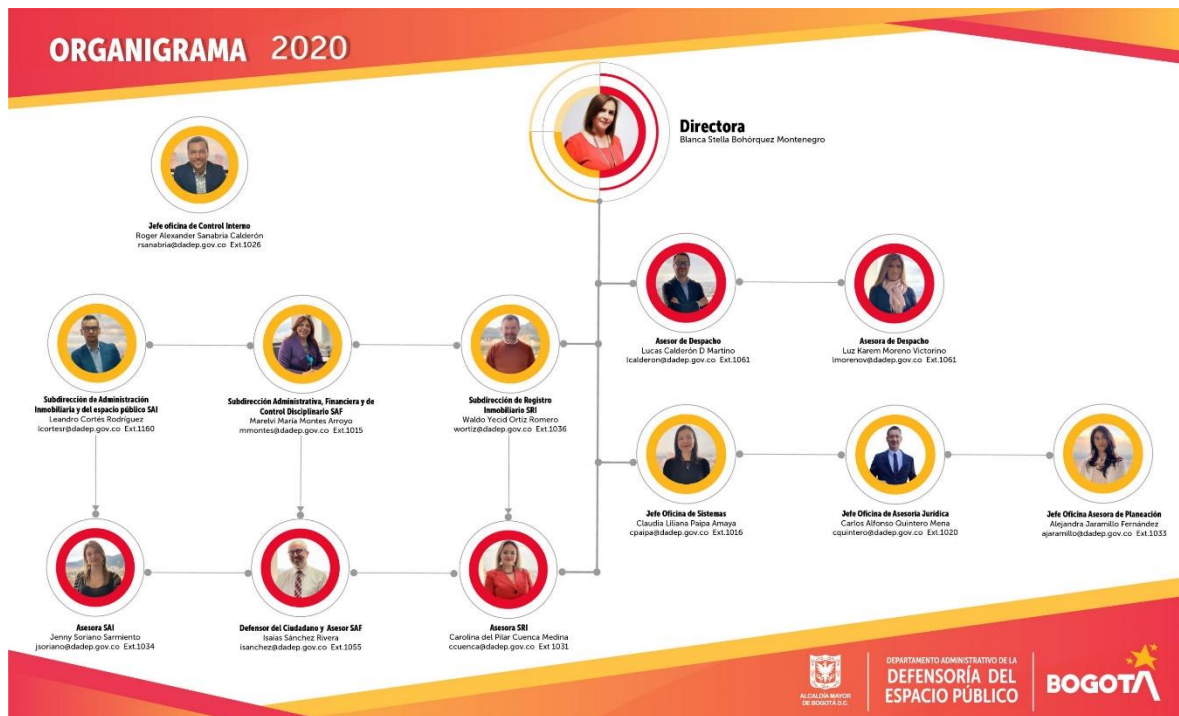 ORGANIGRAMA 2020
Directora
Blanca Stella Bohórquez Montenegro
Jefe oficina de Control Interno
Roger Alexander Sanabria Calderón
rsanabria@dadep.gov.co Ext.1026
Asesor de Despacho
Lucas Calderón D Martino
lcalderon@dadep.gov.co Ext.1061
Asesora de Despacho
Luz Karem Moreno Victorino
lmorenov@dadep.gov.co Ext.1061
Subdirección de Administración
Inmobiliaria y del espacio público SAI
Leandro Cortés Rodríguez
lcortesr@dadep.gov.co Ext.1160
Subdirección Administrativa, Financiera y de
Control Disciplinario SAF
Marelvi María Montes Arroyo
mmontes@dadep.gov.co Ext.1015
Subdirección de Registro
Inmobiliario SRI
Waldo Yecid Ortíz Romero
wortiz@dadep.gov.co Ext.1036
Jefe Oficina de Sistemas
Claudia Liliana Paipa Amaya
cpaipa@dadep.gov.co Ext.1016
Jefe Oficina de Asesoría Jurídica
Carlos Alfonso Quintero Mena
cquintero@dadep.gov.co Ext.1020
Jefe Oficina Asesora de Planeación
Alejandra Jaramillo Fernández
ajaramillo@dadep.gov.co Ext.1033
Asesora SAI
Jenny Soriano Sarmiento
jsoriano@dadep.gov.co Ext.1034
Defensor del Ciudadano y Asesor SAF
Isaías Sánchez Rivera
isanchez@dadep.gov.co Ext.1055
Asesora SRI
Carolina del Pilar Cuenca Medina
ccuenca@dadep.gov.co Ext 1031
ALCALDÍA MAYOR
DE BOGOTÁ D.C.
DEPARTAMENTO ADMINISTRATIVO DE LA
DEFENSORÍA DEL
ESPACIO PÚBLICO
BOGOTÁ